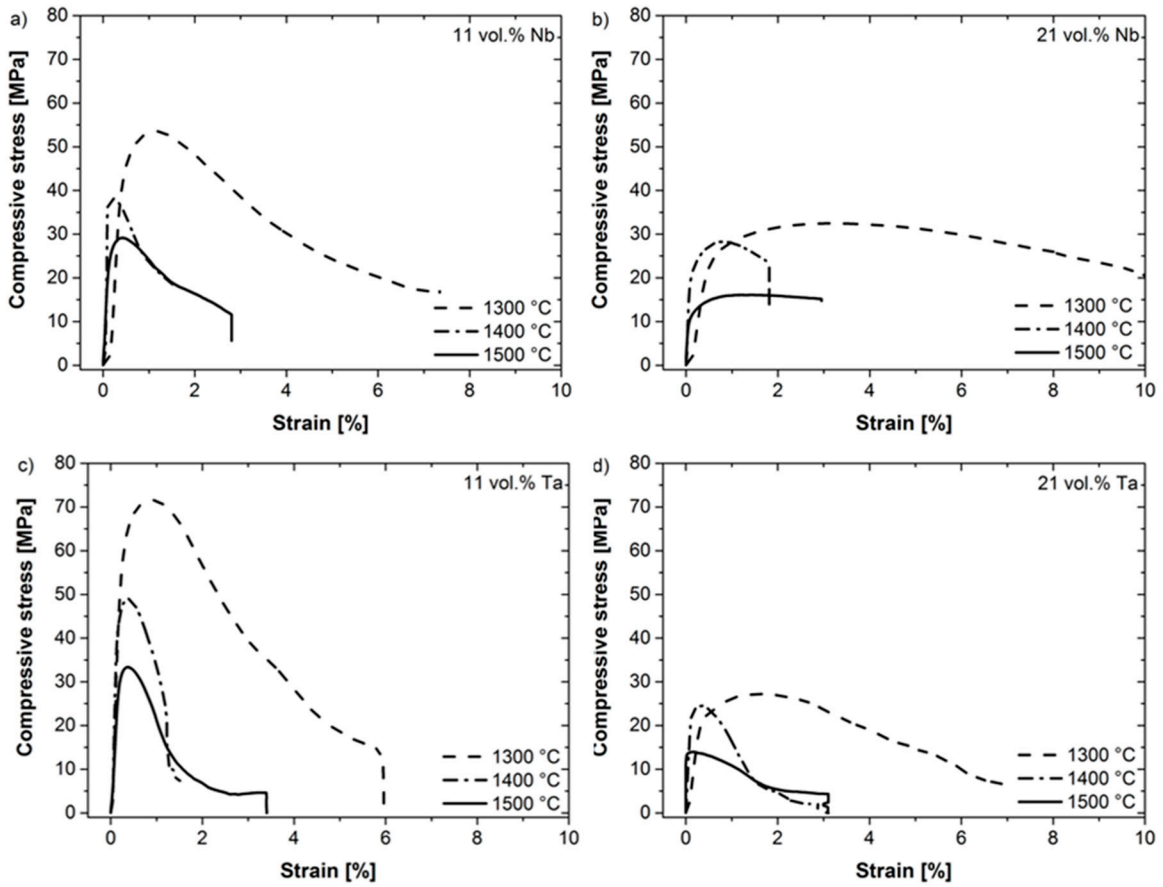 a)
11 vol.% Nb
Compressive stress [MPa]
80
70
60
50
40
30
20
10
0
1300 °C
1400 °C
1500 °C
0 2 4 6 8 10
Strain [%]
b)
21 vol.% Nb
Compressive stress [MPa]
80
70
60
50
40
30
20
10
0
1300 °C
1400 °C
1500 °C
0 2 4 6 8 10
Strain [%]
c)
11 vol.% Ta
Compressive stress [MPa]
80
70
60
50
40
30
20
10
0
1300 °C
1400 °C
1500 °C
0 2 4 6 8 10
Strain [%]
d)
21 vol.% Ta
Compressive stress [MPa]
80
70
60
50
40
30
20
10
0
1300 °C
1400 °C
1500 °C
0 2 4 6 8 10
Strain [%]